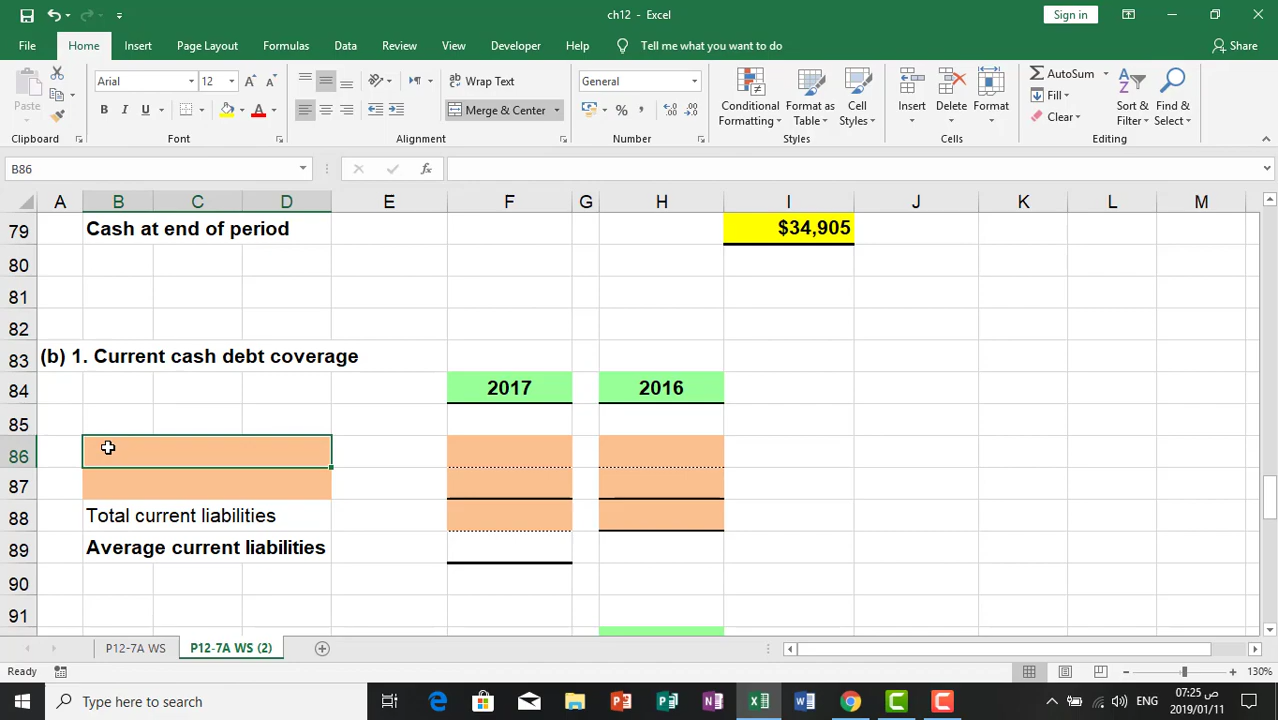 ch12 - Excel
Sign in
File Home Insert Page Layout Formulas Data Review View Developer Help Tell me what you want to do Share
Paste
Arial 12
B I U
Wrap Text
Merge & Center
General
Conditional Formatting
Format as Table
Cell Styles
Insert
Delete
Format
AutoSum
Fill
Clear
Sort & Filter
Find & Select
Clipboard Font Alignment Number Styles Cells Editing
B86
fx
A B C D E F G H I J K L M
79 Cash at end of period $34,905
80
81
82
83 (b) 1. Current cash debt coverage
84 2017 2016
85
86
87
88 Total current liabilities
89 Average current liabilities
90
91
P12-7A WS P12-7A WS (2)
Ready 130%
Type here to search
ENG
07:25 ص
2019/01/11